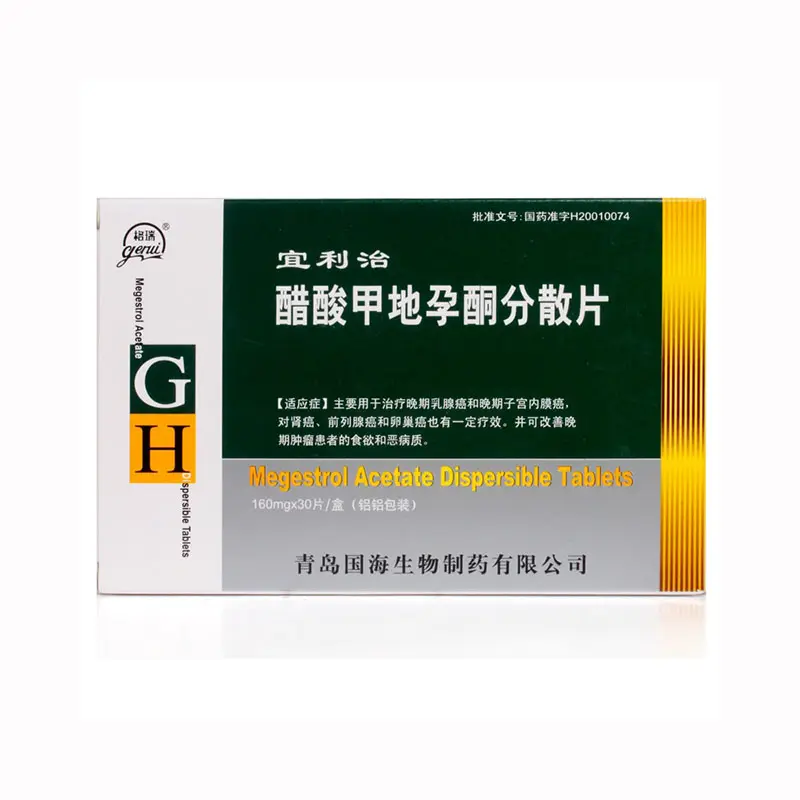 格瑞®
gerui
Megestrol Acetate
G
H
Dispersible Tablets
批准文号:国药准字H20010074
宜利治
醋酸甲地孕酮分散片
【适应症】主要用于治疗晚期乳腺癌和晚期子宫内膜癌,
对肾癌、前列腺癌和卵巢癌也有一定疗效。并可改善晚
期肿瘤患者的食欲和恶病质。
Megestrol Acetate Dispersible Tablets
160mgx30片/盒(铝铝包装)
青岛国海生物制药有限公司